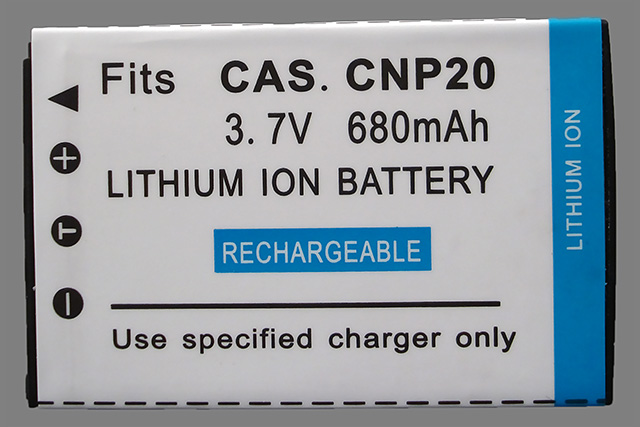 Fits CAS. CNP20
3.7V 680mAh
LITHIUM ION BATTERY
RECHARGEABLE
Use specified charger only
+
T
−
LITHIUM ION